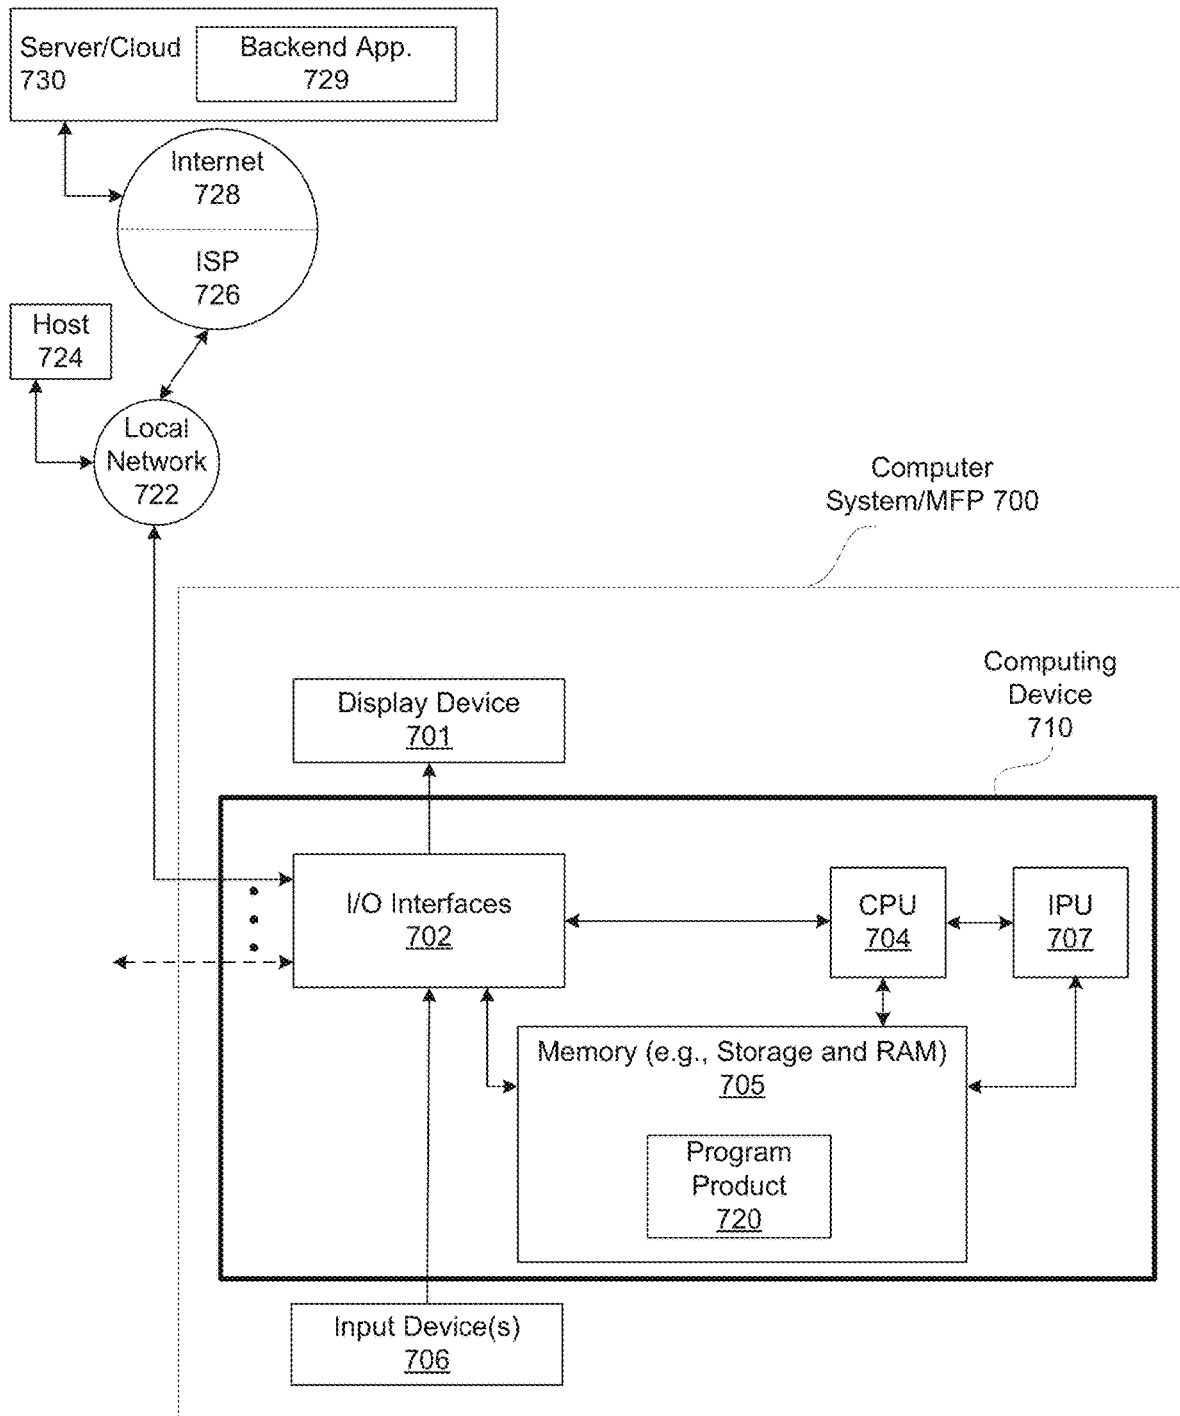 Server/Cloud
730
Backend App.
729
Internet
728
ISP
726
Host
724
Local
Network
722
Computer
System/MFP 700
Computing
Device
710
Display Device
701
I/O Interfaces
702
CPU
704
IPU
707
Memory (e.g., Storage and RAM)
705
Program
Product
720
Input Device(s)
706